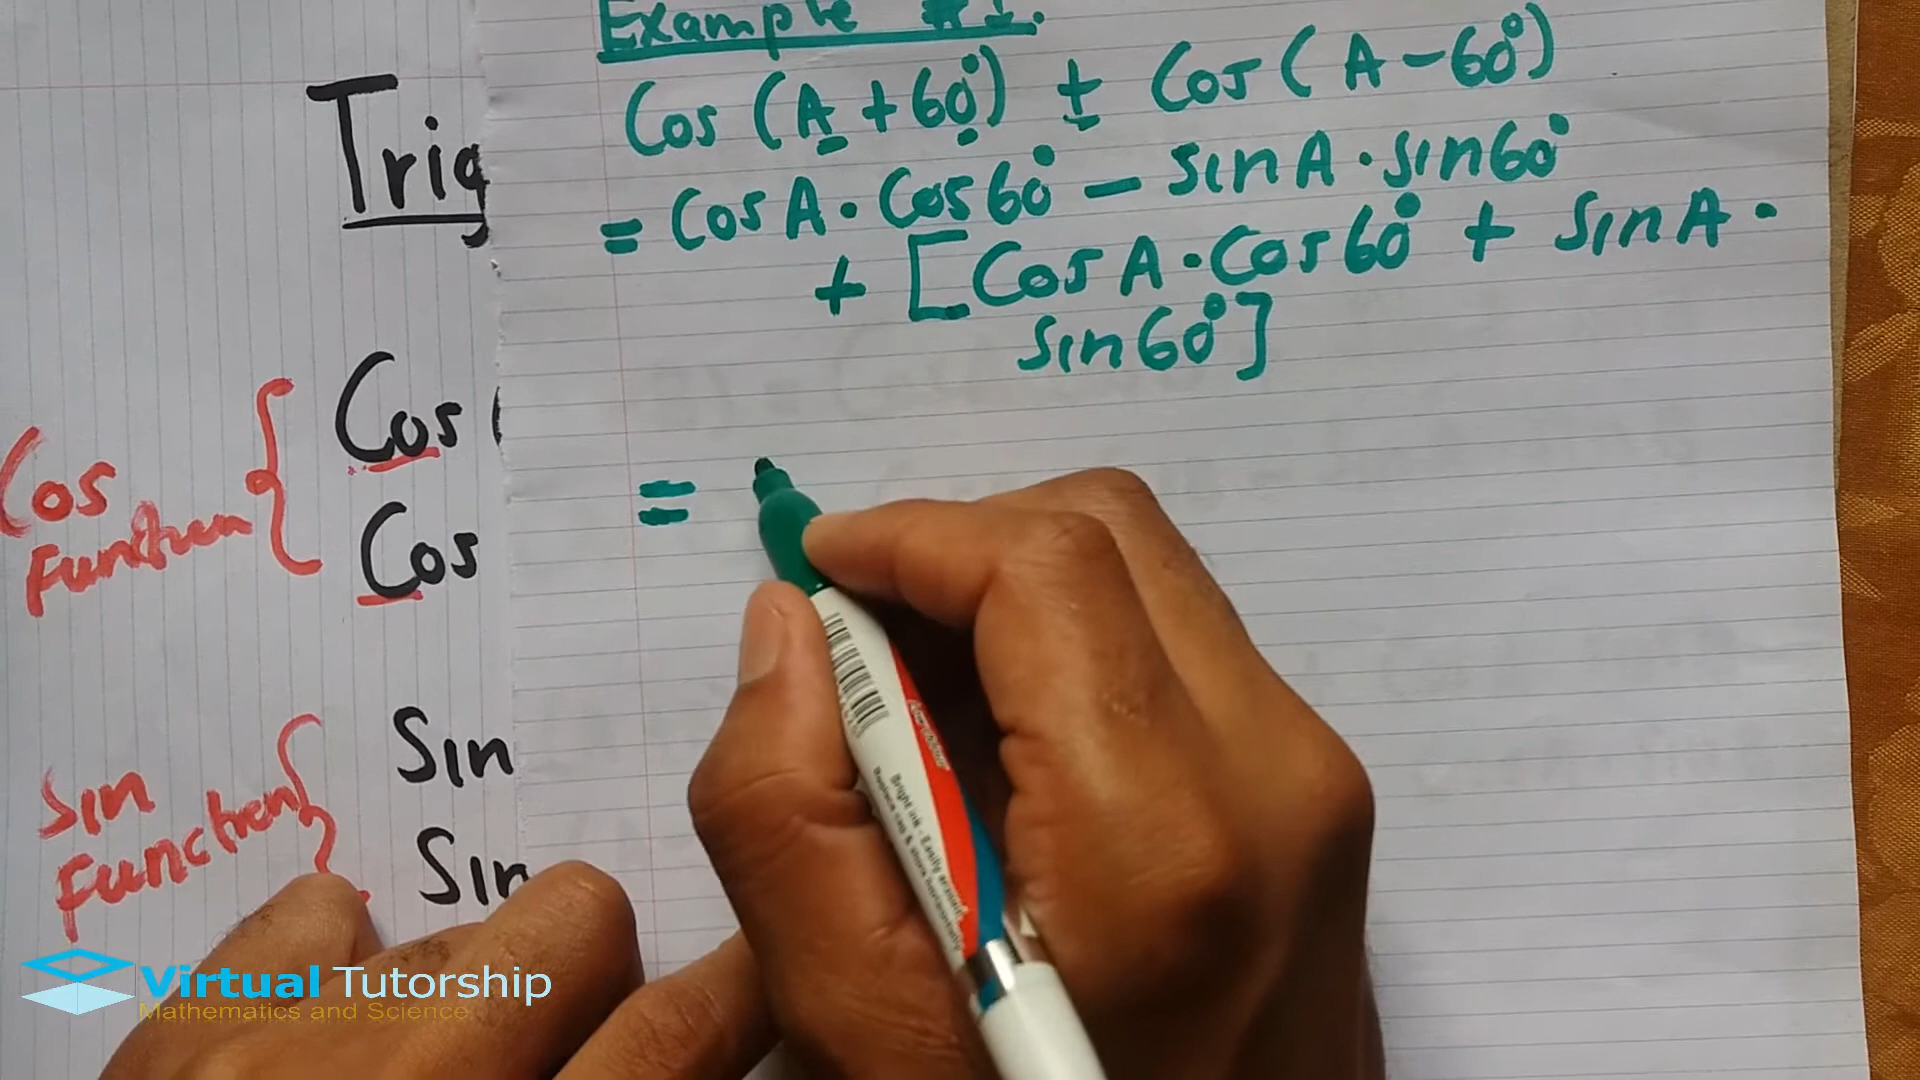 Example #1.
Cos (A + 60°) + Cos (A - 60°)
= Cos A . Cos 60° - sin A . sin 60°
+ [Cos A . Cos 60° + sin A .
sin 60°]
=
Trig
Cos (
Cos
Cos
Function
Sin
Sin
Sin
Function
Virtual Tutorship
Mathematics and Science